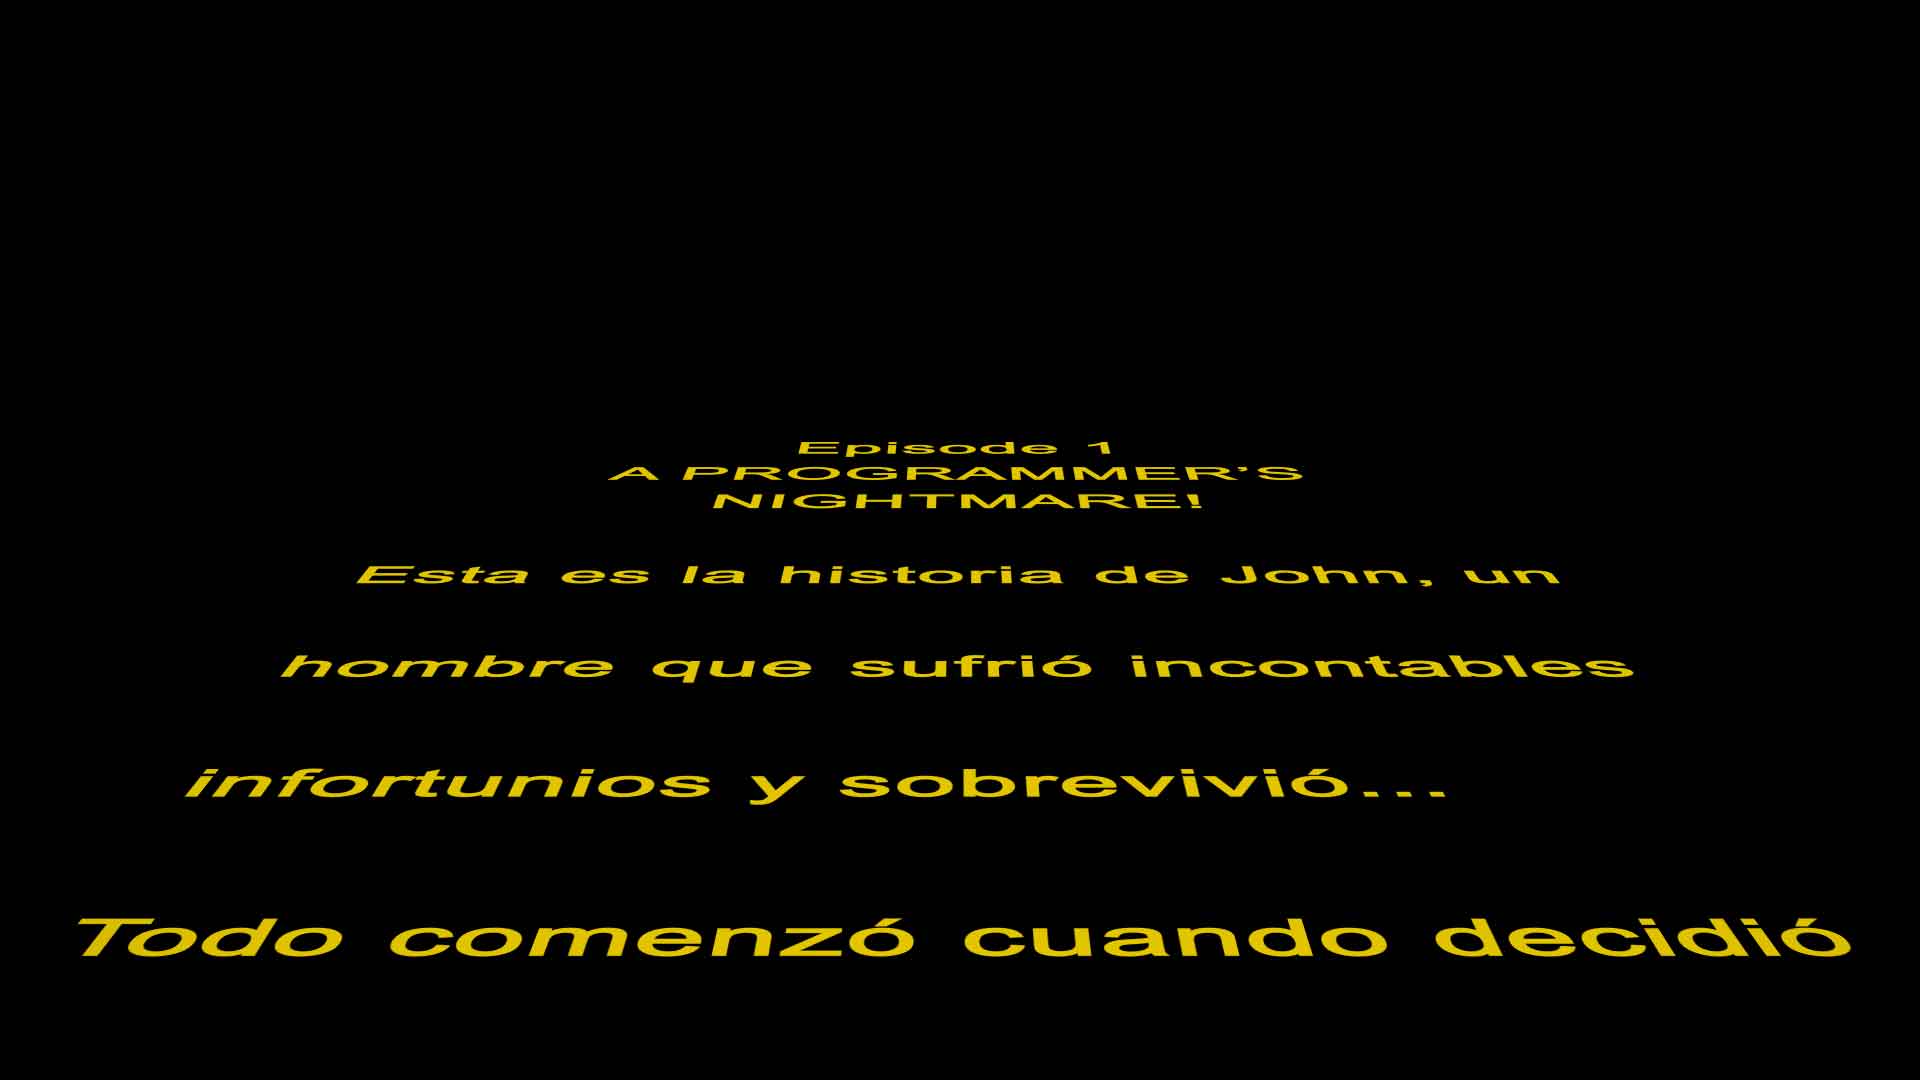 Episode 1
A PROGRAMMER’S
NIGHTMARE!
Esta es la historia de John, un
hombre que sufrió incontables
infortunios y sobrevivió...
Todo comenzó cuando decidió